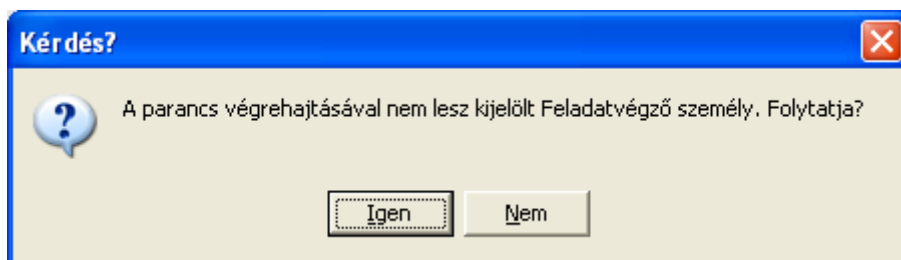 Kérdés?
A parancs végrehajtásával nem lesz kijelölt Feladatvégző személy. Folytatja?
Igen
Nem